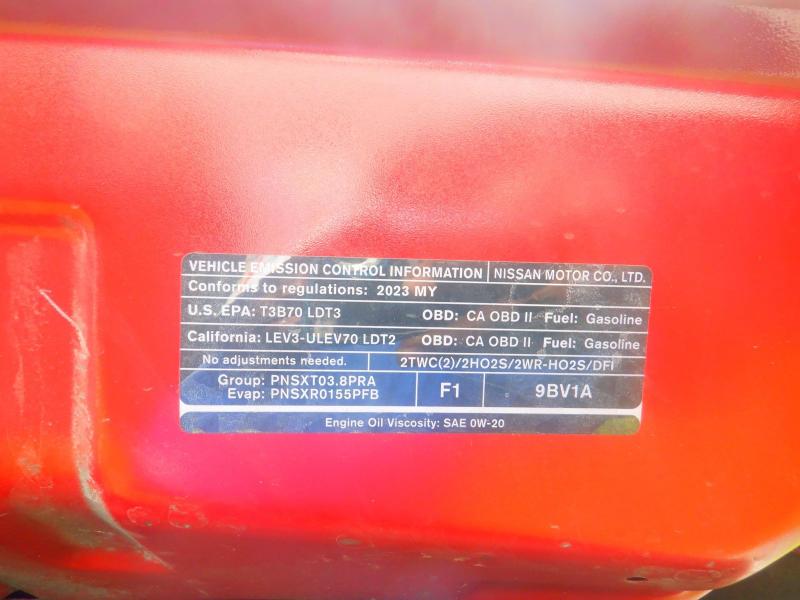 VEHICLE EMISSION CONTROL INFORMATION NISSAN MOTOR CO., LTD.
Conforms to regulations: 2023 MY
U.S. EPA: T3B70 LDT3 OBD: CA OBD II Fuel: Gasoline
California: LEV3-ULEV70 LDT2 OBD: CA OBD II Fuel: Gasoline
No adjustments needed. 2TWC(2)/2HO2S/2WR-HO2S/DFI
Group: PNSXT03.8PRA
Evap: PNSXR0155PFB
F1 9BV1A
Engine Oil Viscosity: SAE 0W-20